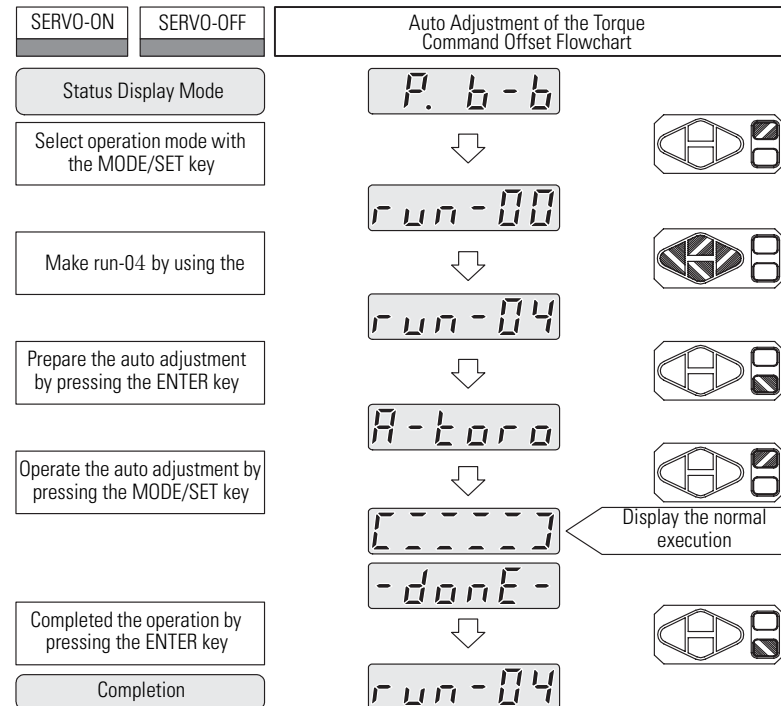 SERVO-ON
SERVO-OFF
Auto Adjustment of the Torque
Command Offset Flowchart
Status Display Mode
P. b-b
Select operation mode with
the MODE/SET key
run-00
Make run-04 by using the
run-04
Prepare the auto adjustment
by pressing the ENTER key
A-toro
Operate the auto adjustment by
pressing the MODE/SET key
Display the normal
execution
-donE-
Completed the operation by
pressing the ENTER key
Completion
run-04